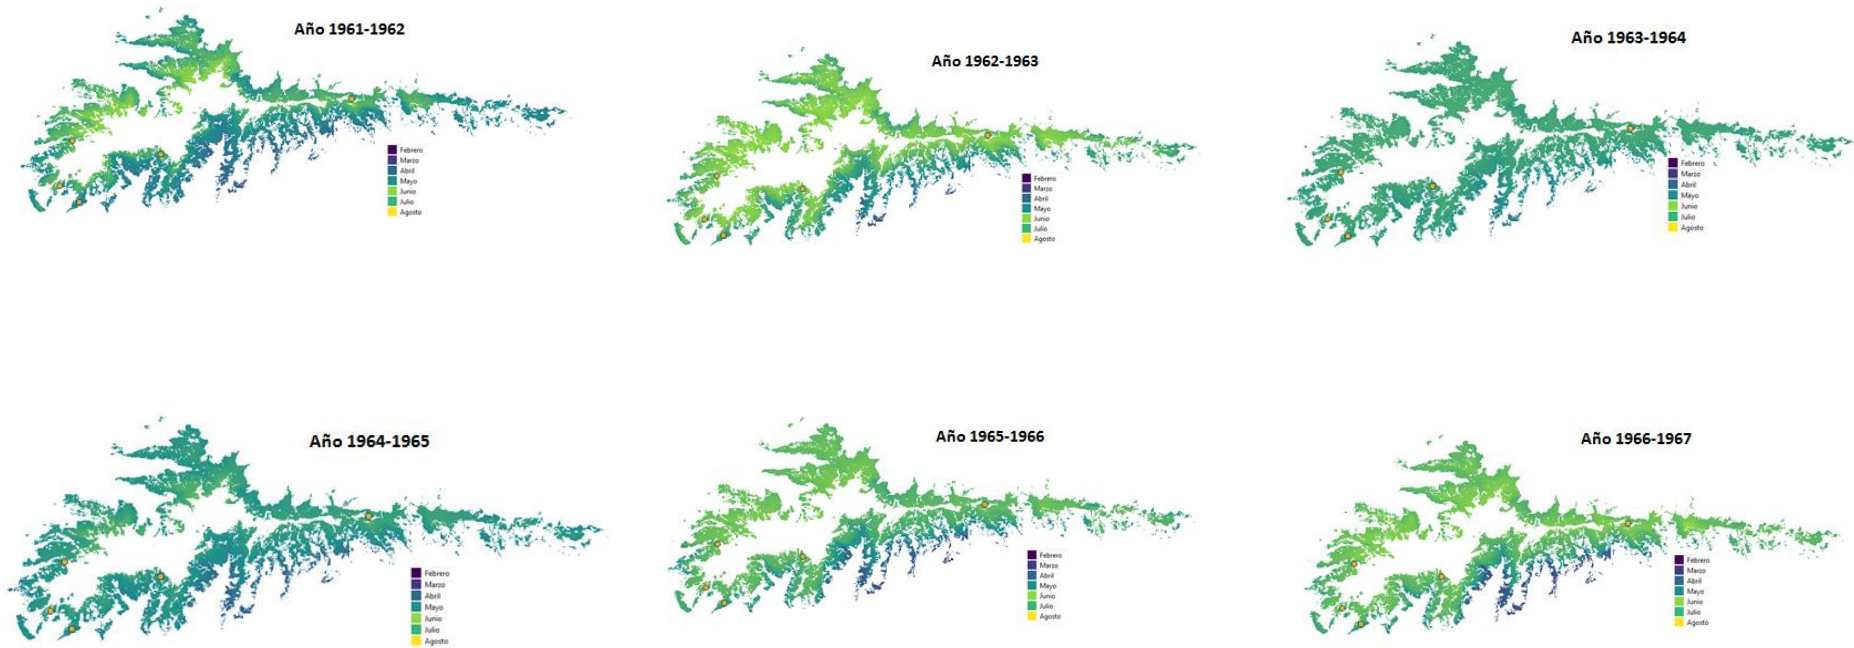 Año 1961-1962
Febrero
Marzo
Abril
Mayo
Junio
Julio
Agosto
Año 1962-1963
Febrero
Marzo
Abril
Mayo
Junio
Julio
Agosto
Año 1963-1964
Febrero
Marzo
Abril
Mayo
Junio
Julio
Agosto
Año 1964-1965
Febrero
Marzo
Abril
Mayo
Junio
Julio
Agosto
Año 1965-1966
Febrero
Marzo
Abril
Mayo
Junio
Julio
Agosto
Año 1966-1967
Febrero
Marzo
Abril
Mayo
Junio
Julio
Agosto